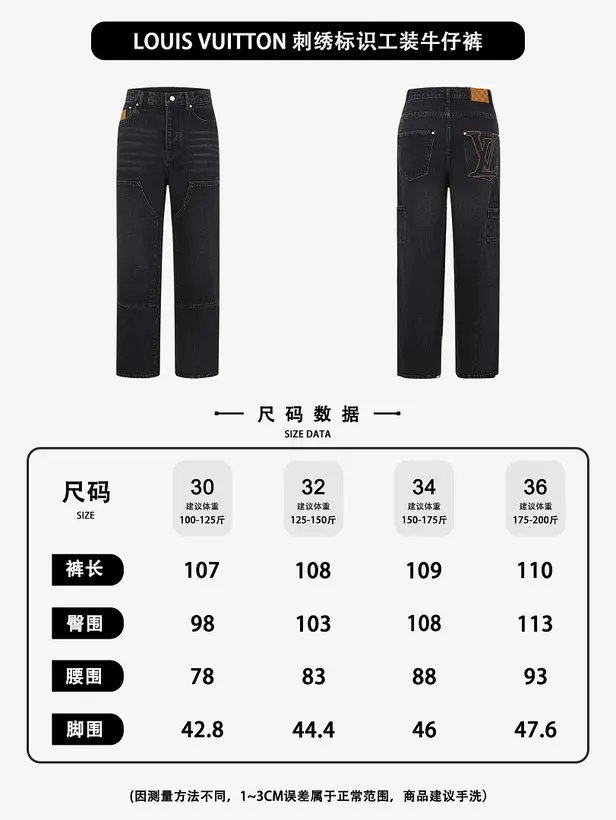 LOUIS VUITTON 刺绣标识工装牛仔裤
尺码数据
SIZE DATA
尺码
SIZE
30
建议体重
100-125斤
32
建议体重
125-150斤
34
建议体重
150-175斤
36
建议体重
175-200斤
裤长 107 108 109 110
臀围 98 103 108 113
腰围 78 83 88 93
脚围 42.8 44.4 46 47.6
(因测量方法不同，1~3CM误差属于正常范围，商品建议手洗)